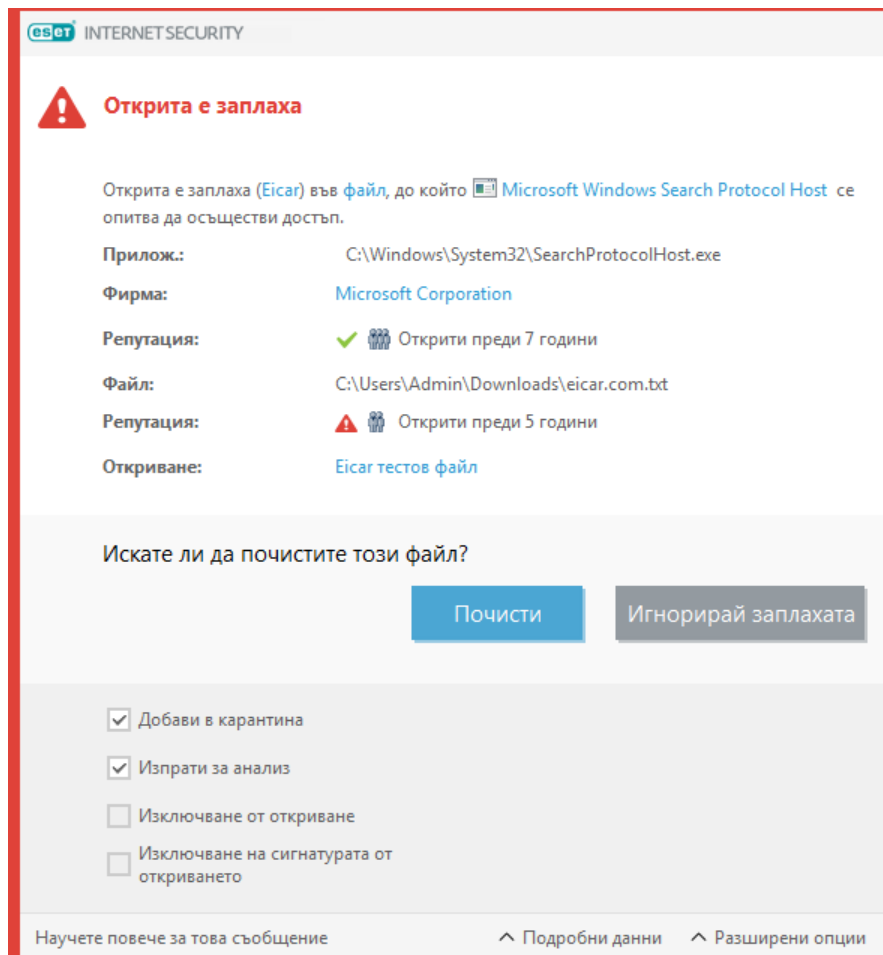 eset INTERNET SECURITY
Открита е заплаха
Открита е заплаха (Eicar) във файл, до който Microsoft Windows Search Protocol Host се
опитва да осъществи достъп.
Прилож.: C:\Windows\System32\SearchProtocolHost.exe
Фирма: Microsoft Corporation
Репутация: Открити преди 7 години
Файл: C:\Users\Admin\Downloads\eicar.com.txt
Репутация: Открити преди 5 години
Откриване: Eicar тестов файл
Искате ли да почистите този файл?
Почисти Игнорирай заплахата
Добави в карантина
Изпрати за анализ
Изключване от откриване
Изключване на сигнатурата от
откриването
Научете повече за това съобщение Подробни данни Разширени опции